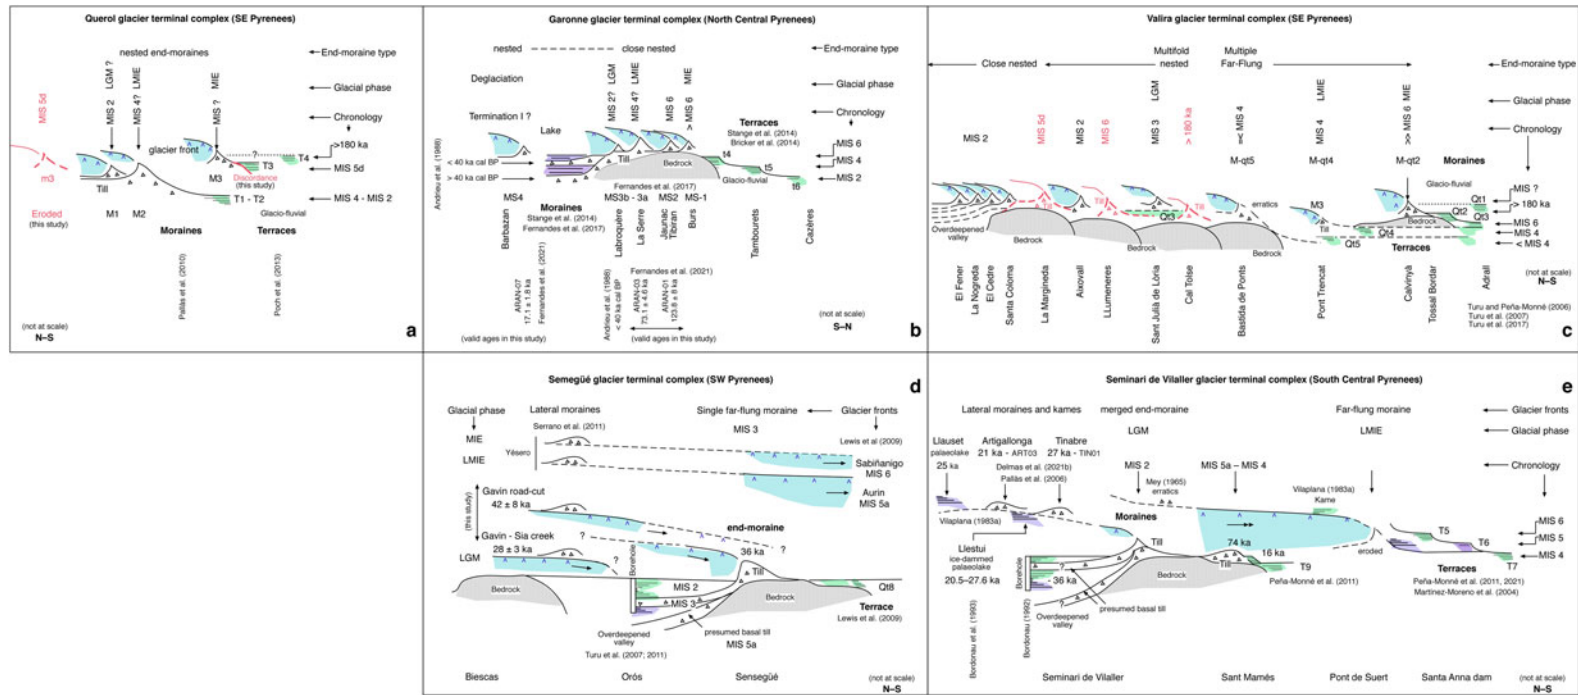 Querol glacier terminal complex (SE Pyrenees)
nested end-moraines
End-moraine type
LGM ?
LMIE
MIE
Glacial phase
MIS 5d
MIS 2
MIS 4?
MIS ?
Chronology
>180 ka
glacier front
?
T4
T3
MIS 5d
m3
M3
Discordance
(this study)
Till
T1 - T2
MIS 4 - MIS 2
Eroded
(this study)
M1
M2
Glacio-fluvial
Moraines
Terraces
Pallàs (2010)
Poch (2013)
(not at scale)
N–S
a
Garonne glacier terminal complex (North Central Pyrenees)
nested
close nested
End-moraine type
Deglaciation
LGM
LMIE
MIE
Glacial phase
Termination I ?
MIS 2?
MIS 4?
MIS 6
> MIS 6
Chronology
Lake
Terraces
Stange et al. (2014)
Bricker et al. (2014)
Andrieu et al. (1988)
< 40 ka cal BP
> 40 ka cal BP
Till
Bedrock
t4
t5
t6
MIS 6
MIS 4
MIS 2
Glacio-fluvial
Fernandes et al. (2017)
MS4
MS3b - 3a
MS2
MS-1
Moraines
Stange et al. (2014)
Fernandes et al. (2017)
Barbazan
Labroquère
La Serre
Jaunac
Tibiran
Burs
Tambourets
Cazères
Fernandes et al. (2021)
ARAN-07
17.1 ± 1.8 ka
Fernandes et al. (2021)
Andrieu et al. (1988)
< 40 ka cal BP
ARAN-03
73.1 ± 4.6 ka
ARAN-01
123.8 ± 8 ka
(valid ages in this study)
(valid ages in this study)
(not at scale)
S–N
b
Valira glacier terminal complex (SE Pyrenees)
Close nested
Multifold
nested
Multiple
Far-Flung
End-moraine type
LGM
LMIE
MIE
Glacial phase
MIS 2
MIS 5d
MIS 2
MIS 6
MIS 3
> 180 ka
=< MIS 4
MIS 4
>> MIS 6
Chronology
M-qt5
M-qt4
M-qt2
Moraines
Glacio-fluvial
MIS ?
> 180 ka
MIS 6
MIS 4
< MIS 4
Till
Till
Till
Qt3
erratics
M3
Till
Till
Bedrock
Qt1
Qt2
Qt3
Qt4
Qt5
Terraces
Overdeepened
valley
Bedrock
Bedrock
Bedrock
El Fener
La Nogreda
El Cedre
Santa Coloma
La Margineda
Aixovall
LLumeneres
Sant Julià de Lòria
Cal Tolse
Bastida de Ponts
Pont Trencat
Calvinyà
Tossal Bordar
Adrall
(not at scale)
N–S
Turu and Peña-Monné (2006)
Turu et al. (2007)
Turu et al. (2017)
c
Semegüé glacier terminal complex (SW Pyrenees)
d
Glacial phase
Lateral moraines
Single far-flung moraine
Glacier fronts
Serrano et al. (2011)
MIS 3
Lewis et al (2009)
MIE
Yésero
LMIE
Sabiñanigo
MIS 6
Aurin
MIS 5a
(this study)
Gavin road-cut
42 ± 8 ka
end-moraine
?
?
Gavin - Sia creek
28 ± 3 ka
36 ka
LGM
?
Borehole
Till
Bedrock
MIS 2
MIS 3
Bedrock
Qt8
Terrace
Lewis et al. (2009)
presumed basal till
MIS 5a
Overdeepened
valley
Turu et al. (2007; 2011)
Biescas
Orós
Senegüé
(not at scale)
N–S
Seminari de Vilaller glacier terminal complex (South Central Pyrenees)
e
Lateral moraines and kames
merged end-moraine
Far-flung moraine
Glacier fronts
Llauset
palaeolake
25 ka
Artigallonga
21 ka - ART03
Tinabre
27 ka - TIN01
LGM
LMIE
Glacial phase
Delmas et al. (2021b)
Pallàs et al. (2006)
MIS 2
MIS 5a – MIS 4
Chronology
Mey (1965)
erratics
Vilaplana (1983a)
Kame
Vilaplana (1983a)
Moraines
Llestui
ice-dammed
palaeolake
20.5–27.6 ka
Till
74 ka
16 ka
eroded
T5
T6
T7
MIS 6
MIS 5
MIS 4
Borehole
?
36 ka
Till
T9
Bedrock
Peña-Monné et al. (2011)
Terraces
Peña-Monné et al. (2011, 2021)
Martínez-Moreno et al. (2004)
presumed basal till
?
Overdeepened
valley
Bordonau et al. (1993)
Bordonau (1992)
Seminari de Vilaller
Sant Mamés
Pont de Suert
Santa Anna dam
(not at scale)
N–S